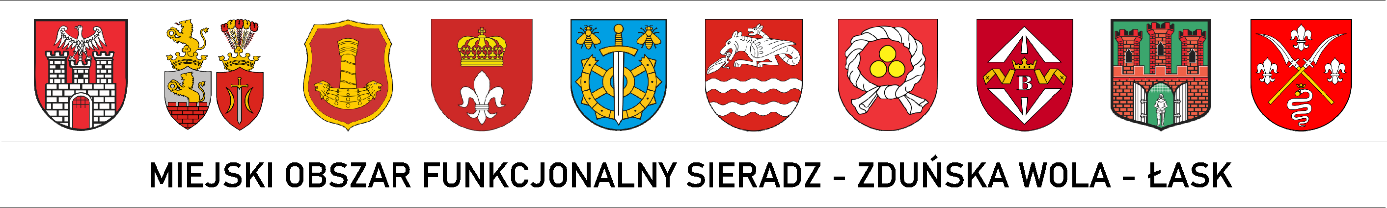 B
MIEJSKI OBSZAR FUNKCJONALNY SIERADZ - ZDUŃSKA WOLA - ŁASK